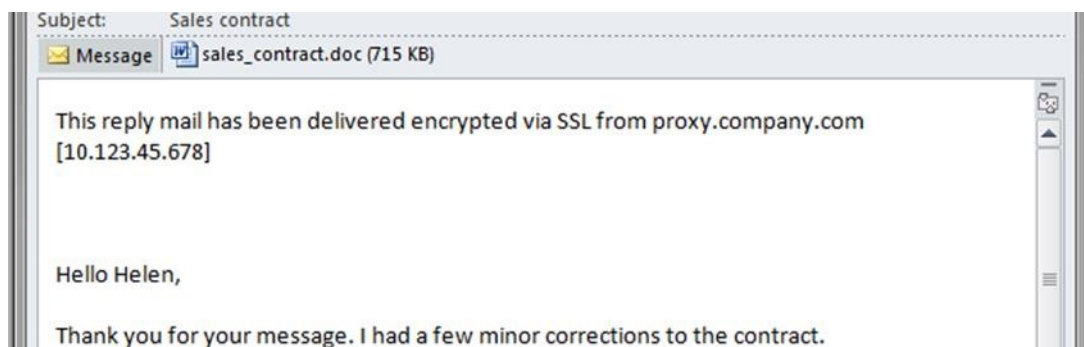 Subject: Sales contract
Message sales_contract.doc (715 KB)
This reply mail has been delivered encrypted via SSL from proxy.company.com
[10.123.45.678]
Hello Helen,
Thank you for your message. I had a few minor corrections to the contract.